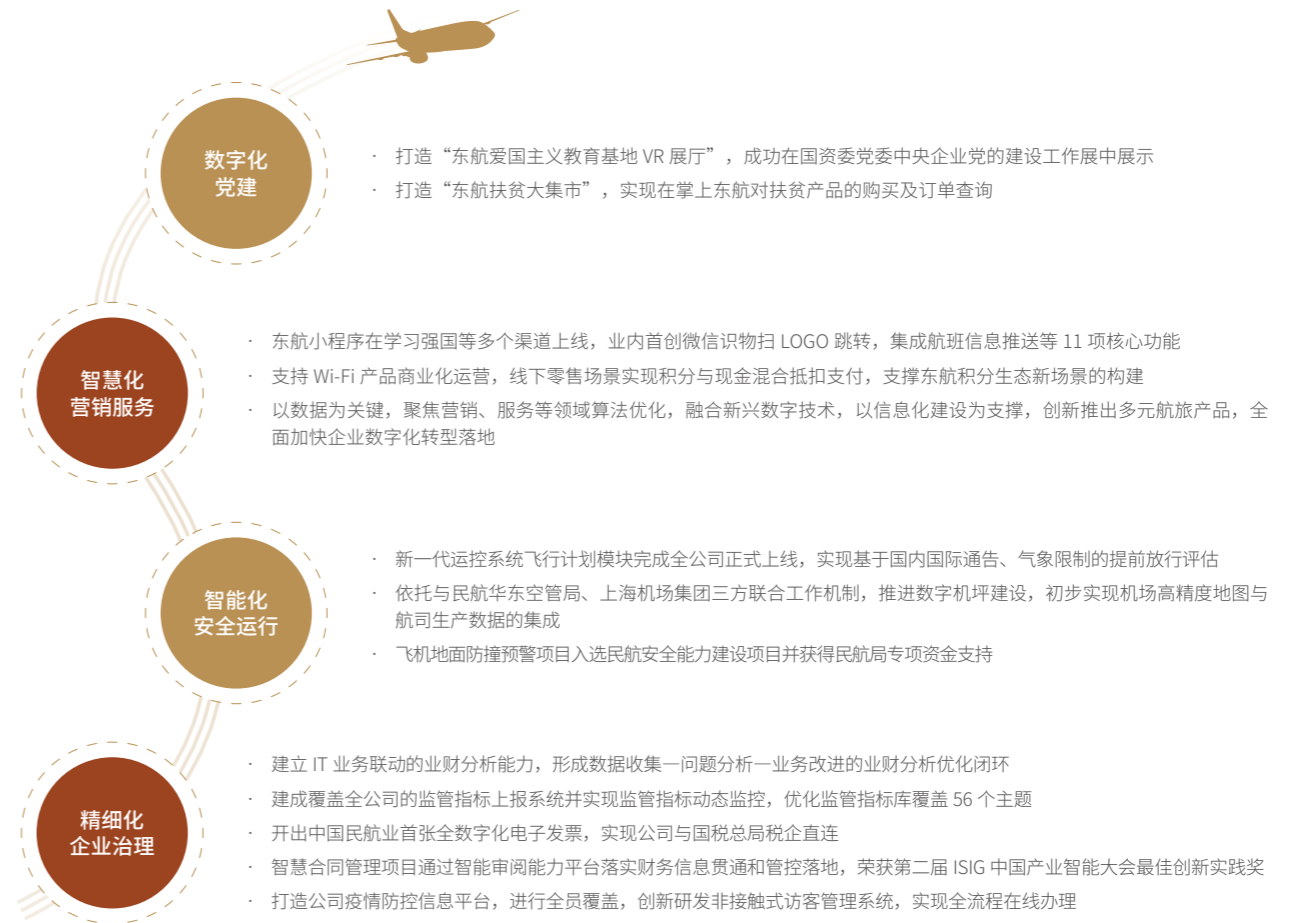 数字化
党建
· 打造“东航爱国主义教育基地 VR 展厅”，成功在国资委党委中央企业党的建设工作展中展示
· 打造“东航扶贫大集市”，实现在掌上东航对扶贫产品的购买及订单查询
智慧化
营销服务
· 东航小程序在学习强国等多个渠道上线，业内首创微信识物扫 LOGO 跳转，集成航班信息推送等 11 项核心功能
· 支持 Wi-Fi 产品商业化运营，线下零售场景实现积分与现金混合抵扣支付，支撑东航积分生态新场景的构建
· 以数据为关键，聚焦营销、服务等领域算法优化，融合新兴数字技术，以信息化建设为支撑，创新推出多元航旅产品，全
面加快企业数字化转型落地
智能化
安全运行
· 新一代运控系统飞行计划模块完成全公司正式上线，实现基于国内国际通告、气象限制的提前放行评估
· 依托与民航华东空管局、上海机场集团三方联合工作机制，推进数字机坪建设，初步实现机场高精度地图与
航司生产数据的集成
· 飞机地面防撞预警项目入选民航安全能力建设项目并获得民航局专项资金支持
精细化
企业治理
· 建立 IT 业务联动的业财分析能力，形成数据收集—问题分析—业务改进的业财分析优化闭环
· 建成覆盖全公司的监管指标上报系统并实现监管指标动态监控，优化监管指标库覆盖 56 个主题
· 开出中国民航业首张全数字化电子发票，实现公司与国税总局税企直连
· 智慧合同管理项目通过智能审阅能力平台落实财务信息贯通和管控落地，荣获第二届 ISIG 中国产业智能大会最佳创新实践奖
· 打造公司疫情防控信息平台，进行全员覆盖，创新研发非接触式访客管理系统，实现全流程在线办理